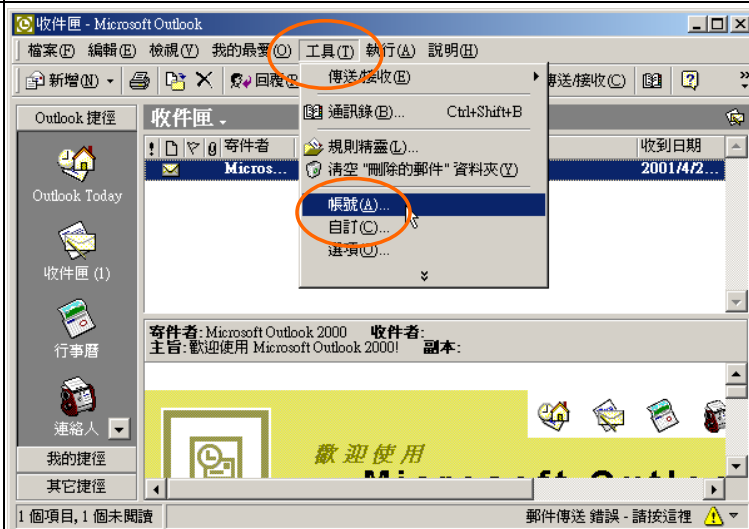 收件匣 - Microsoft Outlook
檔案(F) 編輯(E) 檢視(V) 我的最愛(O) 工具(T) 執行(A) 說明(H)
新增(N) 回覆 傳送/接收(C)
傳送/接收(E)
通訊錄(B)... Ctrl+Shift+B
規則精靈(L)...
清空 "刪除的郵件" 資料夾(Y)
帳號(A)...
自訂(C)...
選項(O)...
Outlook 捷徑
Outlook Today
收件匣 (1)
行事曆
連絡人
我的捷徑
其它捷徑
收件匣
寄件者 收到日期
Micros... 2001/4/2...
寄件者: Microsoft Outlook 2000 收件者:
主旨: 歡迎使用 Microsoft Outlook 2000! 副本:
歡迎使用
1 個項目, 1 個未閱讀 郵件傳送 錯誤 - 請按這裡